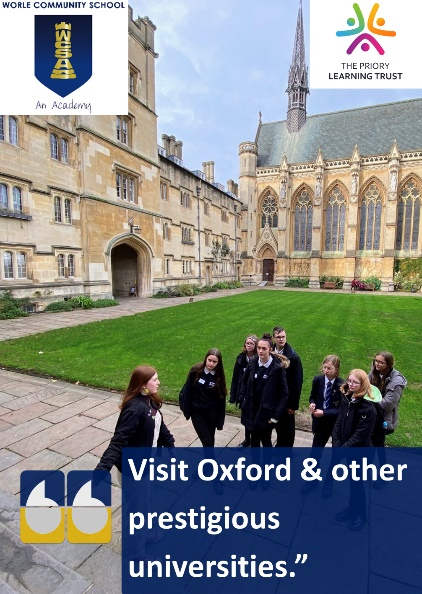 WORLE COMMUNITY SCHOOL
WCSA
An Academy
THE PRIORY
LEARNING TRUST
Visit Oxford & other
prestigious
universities.”